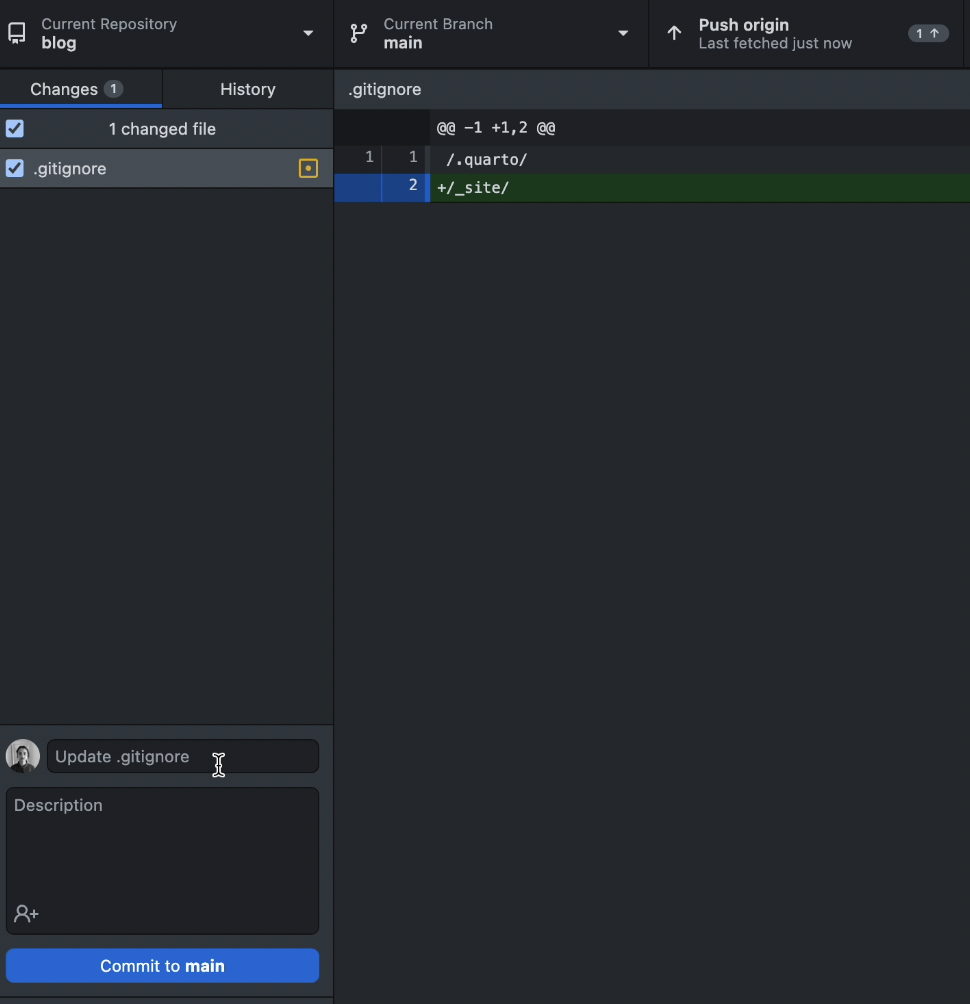 Current Repository
blog
Current Branch
main
Push origin
Last fetched just now
1
Changes 1
History
.gitignore
1 changed file
.gitignore
@@ -1 +1,2 @@
1 1 /.quarto/
2 +/_site/
Update .gitignore
Description
Commit to main